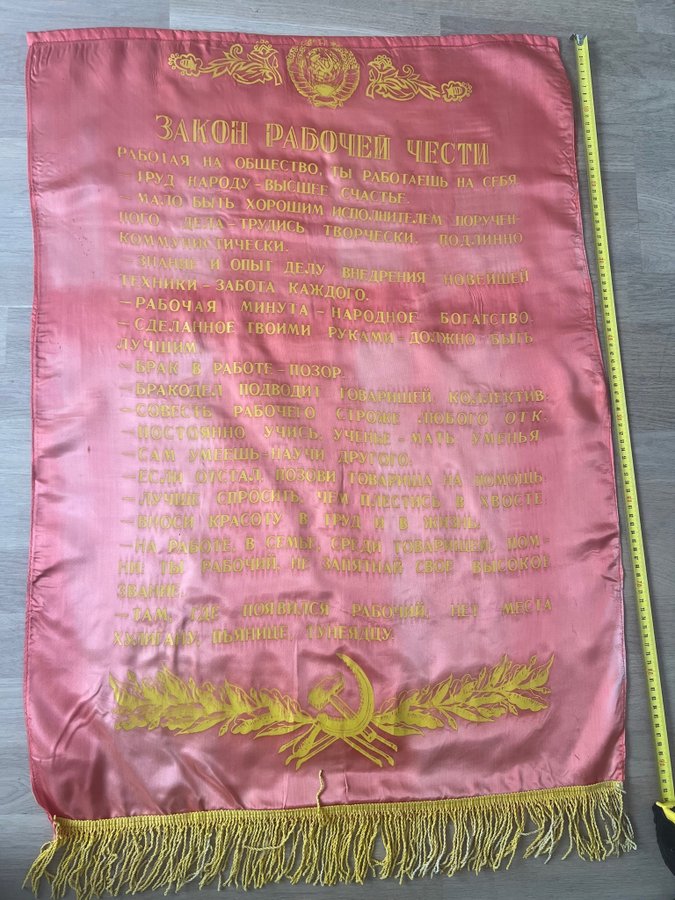 ЗАКОН РАБОЧЕЙ ЧЕСТИ
РАБОТАЯ НА ОБЩЕСТВО, ТЫ РАБОТАЕШЬ НА СЕБЯ.
—ТРУД НАРОДУ–ВЫСШЕЕ СЧАСТЬЕ.
—МАЛО БЫТЬ ХОРОШИМ ИСПОЛНИТЕЛЕМ ПОРУЧЕН-
НОГО ДЕЛА–ТРУДИСЬ ТВОРЧЕСКИ, ПОДЛИННО
КОММУНИСТИЧЕСКИ.
—ЗНАНИЕ И ОПЫТ ДЕЛУ ВНЕДРЕНИЯ НОВЕЙШЕЙ
ТЕХНИКИ–ЗАБОТА КАЖДОГО.
—РАБОЧАЯ МИНУТА–НАРОДНОЕ БОГАТСТВО.
—СДЕЛАННОЕ ТВОИМИ РУКАМИ–ДОЛЖНО БЫТЬ
ЛУЧШИМ.
—БРАК В РАБОТЕ–ПОЗОР.
—БРАКОДЕЛ ПОДВОДИТ ТОВАРИЩЕЙ, КОЛЛЕКТИВ.
—СОВЕСТЬ РАБОЧЕГО СТРОЖЕ ЛЮБОГО ОТК.
—ПОСТОЯННО УЧИСЬ, УЧЕНЬЕ–МАТЬ УМЕНЬЯ
—САМ УМЕЕШЬ–НАУЧИ ДРУГОГО.
—ЕСЛИ ОТСТАЛ, ПОЗОВИ ТОВАРИЩА НА ПОМОЩЬ
—ЛУЧШЕ СПРОСИТЬ, ЧЕМ ПЛЕСТИСЬ В ХВОСТЕ.
—ВНОСИ КРАСОТУ В ТРУД И В ЖИЗНЬ.
—НА РАБОТЕ, В СЕМЬЕ, СРЕДИ ТОВАРИЩЕЙ, ПОМ-
НИ: ТЫ РАБОЧИЙ, НЕ ЗАПЯТНАЙ СВОЕ ВЫСОКОЕ
ЗВАНИЕ.
—ТАМ, ГДЕ ПОЯВИЛСЯ РАБОЧИЙ, НЕТ МЕСТА
ХУЛИГАНУ, ПЬЯНИЦЕ, ТУНЕЯДЦУ.